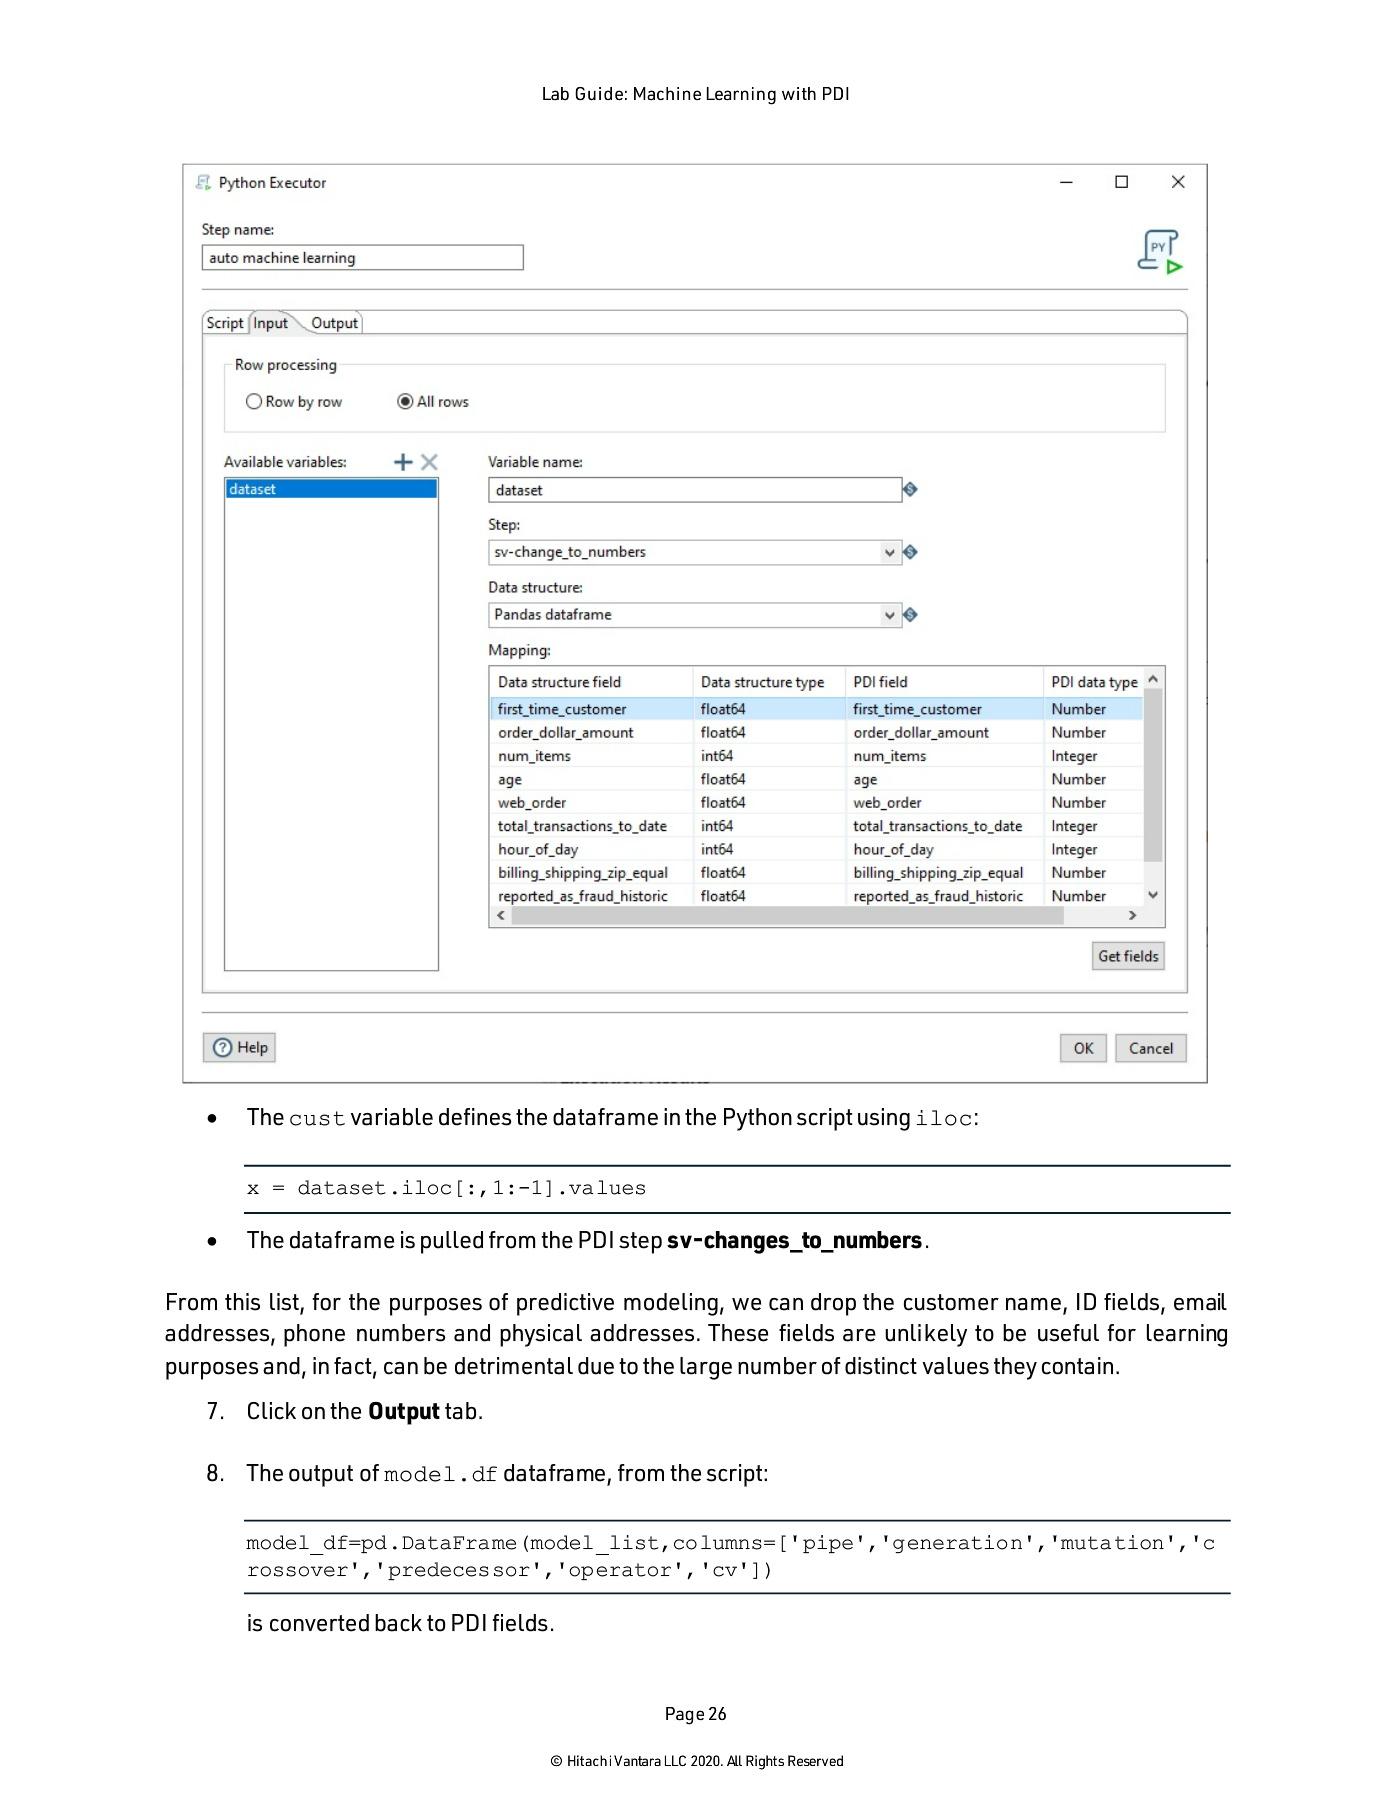 Lab Guide: Machine Learning with PDI
Python Executor
Step name:
auto machine learning
PY
Script Input Output
Row processing
Row by row All rows
Available variables:
dataset
Variable name:
dataset
Step:
sv-change_to_numbers
Data structure:
Pandas dataframe
Mapping:
Data structure field Data structure type PDI field PDI data type
first_time_customer float64 first_time_customer Number
order_dollar_amount float64 order_dollar_amount Number
num_items int64 num_items Integer
age float64 age Number
web_order float64 web_order Number
total_transactions_to_date int64 total_transactions_to_date Integer
hour_of_day int64 hour_of_day Integer
billing_shipping_zip_equal float64 billing_shipping_zip_equal Number
reported_as_fraud_historic float64 reported_as_fraud_historic Number
Get fields
Help OK Cancel
• The cust variable defines the dataframe in the Python script using iloc:
x = dataset.iloc[:,1:-1].values
• The dataframe is pulled from the PDI step sv-changes_to_numbers.
From this list, for the purposes of predictive modeling, we can drop the customer name, ID fields, email
addresses, phone numbers and physical addresses. These fields are unlikely to be useful for learning
purposes and, in fact, can be detrimental due to the large number of distinct values they contain.
7. Click on the Output tab.
8. The output of model.df dataframe, from the script:
model_df=pd.DataFrame(model_list,columns=['pipe','generation','mutation','c
rossover','predecessor','operator','cv'])
is converted back to PDI fields.
Page 26
© Hitachi Vantara LLC 2020. All Rights Reserved